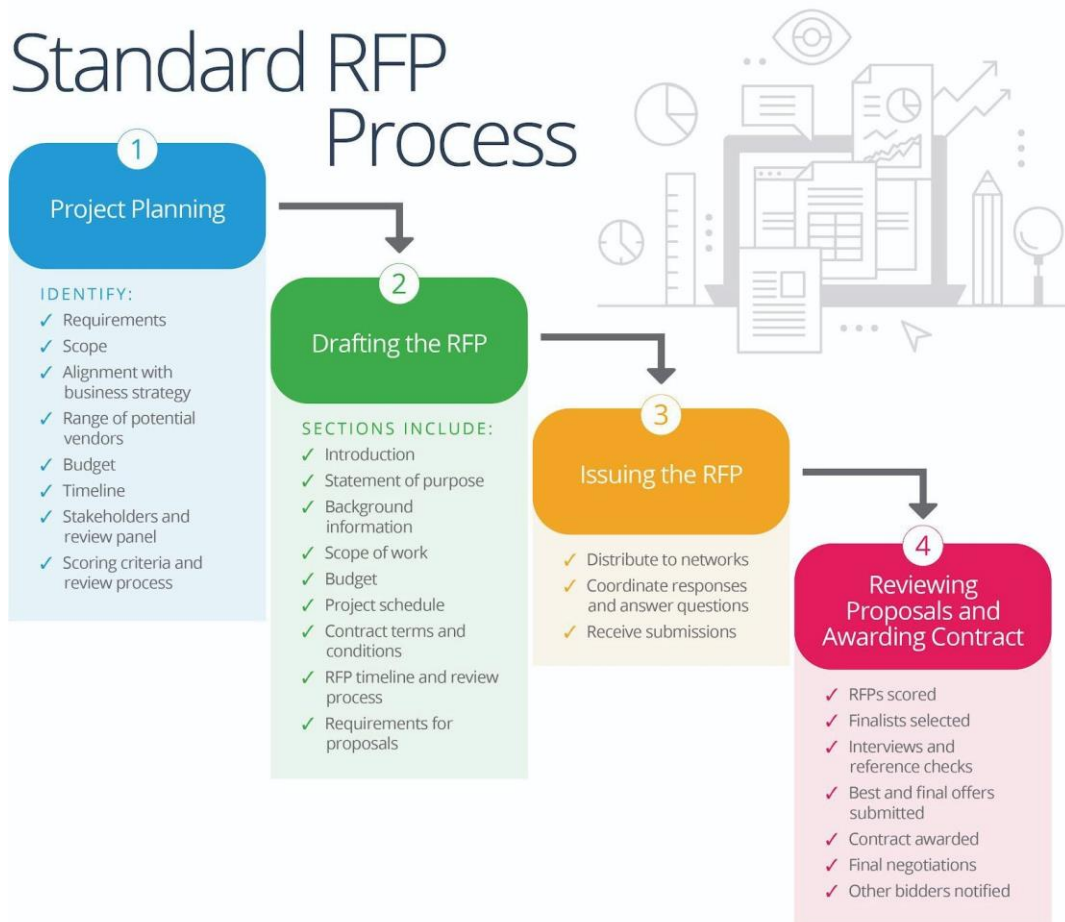 Standard RFP
Process
1
Project Planning
IDENTIFY:
✓ Requirements
✓ Scope
✓ Alignment with
business strategy
✓ Range of potential
vendors
✓ Budget
✓ Timeline
✓ Stakeholders and
review panel
✓ Scoring criteria and
review process
2
Drafting the RFP
SECTIONS INCLUDE:
✓ Introduction
✓ Statement of purpose
✓ Background
information
✓ Scope of work
✓ Budget
✓ Project schedule
✓ Contract terms and
conditions
✓ RFP timeline and review
process
✓ Requirements for
proposals
3
Issuing the RFP
✓ Distribute to networks
✓ Coordinate responses
and answer questions
✓ Receive submissions
4
Reviewing
Proposals and
Awarding Contract
✓ RFPs scored
✓ Finalists selected
✓ Interviews and
reference checks
✓ Best and final offers
submitted
✓ Contract awarded
✓ Final negotiations
✓ Other bidders notified